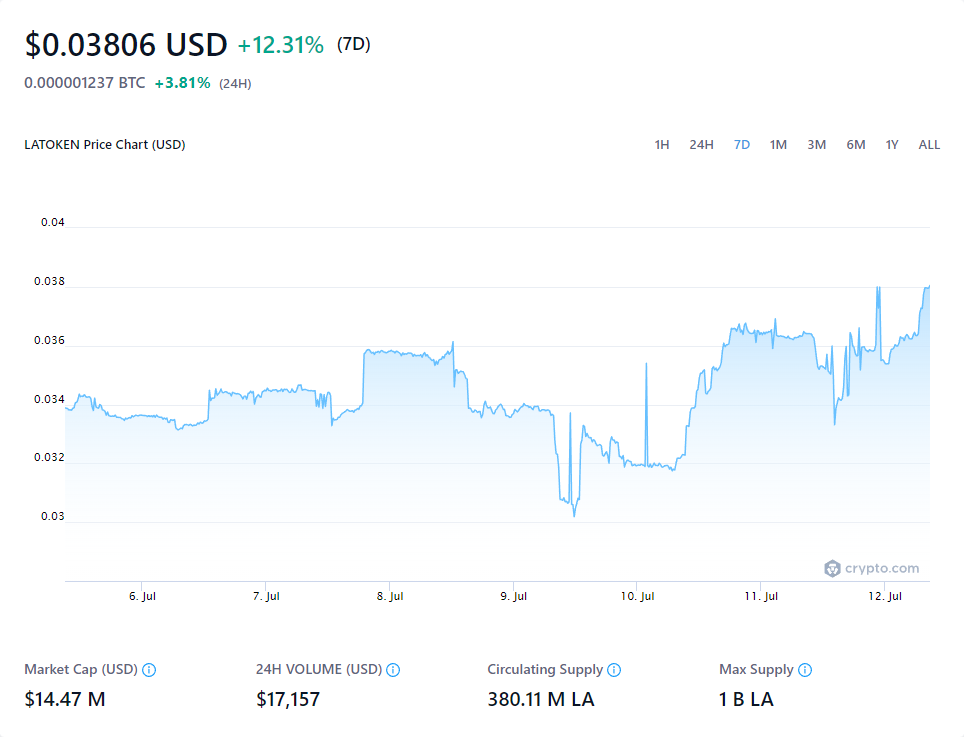 $0.03806 USD +12.31% (7D)
0.000001237 BTC +3.81% (24H)
LATOKEN Price Chart (USD) 1H 24H 7D 1M 3M 6M 1Y ALL
0.04
0.038
0.036
0.034
0.032
0.03
crypto.com
6. Jul 7. Jul 8. Jul 9. Jul 10. Jul 11. Jul 12. Jul
Market Cap (USD) 24H VOLUME (USD) Circulating Supply Max Supply
$14.47 M $17,157 380.11 M LA 1 B LA